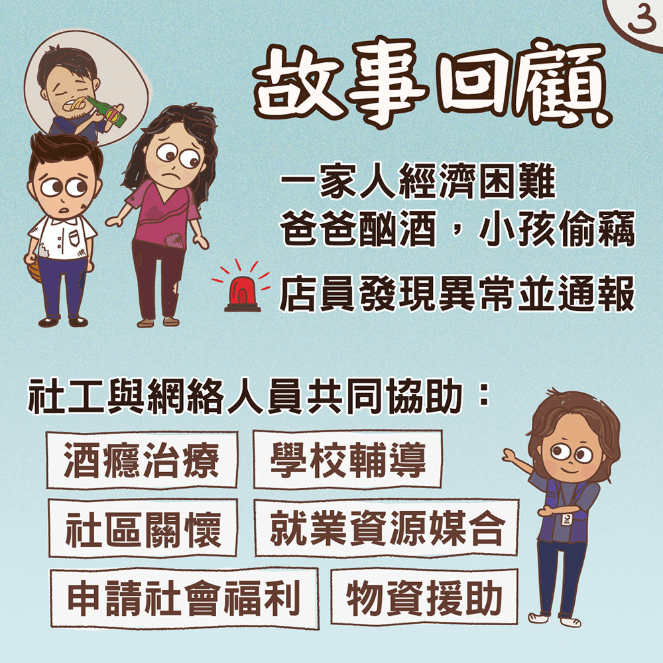 3
故事回顧
一家人經濟困難
爸爸酗酒，小孩偷竊
店員發現異常並通報
社工與網絡人員共同協助：
酒癮治療
學校輔導
社區關懷
就業資源媒合
申請社會福利
物資援助